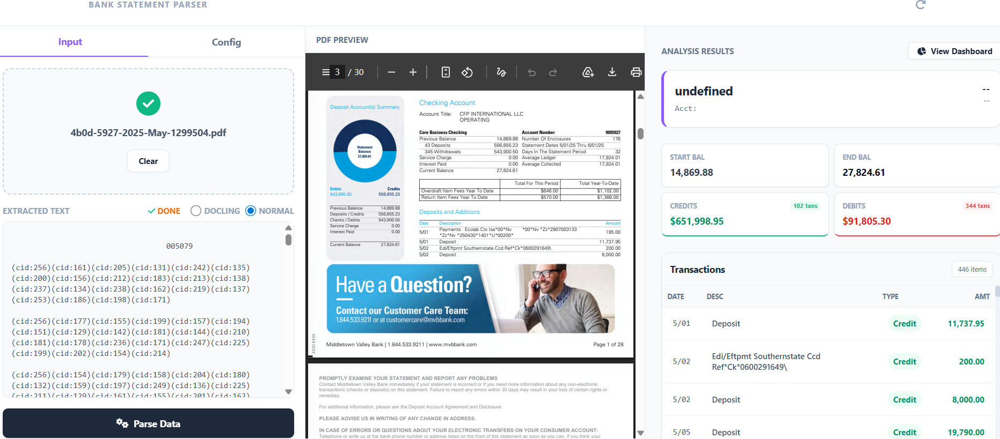 BANK STATEMENT PARSER
Input
Config
4b0d-5927-2025-May-1299504.pdf
Clear
EXTRACTED TEXT
DONE
DOCLING
NORMAL
005079
(cid:256)(cid:161)(cid:205)(cid:131)(cid:242)(cid:135)
(cid:200)(cid:156)(cid:212)(cid:183)(cid:213)(cid:138)
(cid:237)(cid:134)(cid:238)(cid:162)(cid:219)(cid:137)
(cid:253)(cid:186)(cid:198)(cid:171)
(cid:256)(cid:177)(cid:155)(cid:199)(cid:157)(cid:194)
(cid:151)(cid:129)(cid:142)(cid:181)(cid:144)(cid:210)
(cid:181)(cid:178)(cid:236)(cid:171)(cid:247)(cid:225)
(cid:199)(cid:202)(cid:154)(cid:214)
(cid:256)(cid:154)(cid:179)(cid:158)(cid:204)(cid:180)
(cid:132)(cid:159)(cid:197)(cid:249)(cid:136)(cid:225)
(cid:211)(cid:129)(cid:161)(cid:155)(cid:201)(cid:162)
Parse Data
PDF PREVIEW
3 / 30
Deposit Account(s) Summary
Statement
Balance
27,824.61
Debits Credits
543,900.50 556,855.23
Previous Balance 14,869.88
Deposits / Credits 556,855.23
Checks / Debits 543,900.50
Service Charge 0.00
Interest Paid 0.00
Current Balance 27,824.61
Checking Account
Account Title: CFP INTERNATIONAL LLC
OPERATING
Core Business Checking Account Number 9005927
Previous Balance 14,869.88 Number Of Enclosures 176
43 Deposits 556,855.23 Statement Dates 5/01/25 Thru 6/01/25
345 Withdrawals 543,900.50 Days In The Statement Period 32
Service Charge 0.00 Average Ledger 17,924.01
Interest Paid 0.00 Average Collected 17,924.01
Current Balance 27,824.61
Total For This Period Total Year-To-Date
Overdraft Item Fees Year To Date $646.00 $1,102.00
Return Item Fees Year To Date $570.00 $1,368.00
Deposits and Additions
Date Description Amount
5/01 Payments Ecolab Ctx Isa*00*Nv *00*Nv *Zz*2907003133
*Zz*Nv *250430*1401*U*00200* 195.00
5/01 Deposit 11,737.95
5/02 Edi/Eftpmt Southernstate Ccd Ref*Ck*0600291649\ 200.00
5/02 Deposit 8,000.00
Have a Question?
Contact our Customer Care Team:
1.844.533.9211 or at customercare@mvbbank.com
00019455
Middletown Valley Bank | 1.844.533.9211 | www.mvbbank.com Page 1 of 28
PROMPTLY EXAMINE YOUR STATEMENT AND REPORT ANY PROBLEMS
Contact Middletown Valley Bank immediately if your statement is incorrect or if you need more information about any non-electronic
transactions (checks or deposits) on this statement. Failure to report any errors within 30 days may result in your loss of certain rights or
remedies.
For additional information, please see the Deposit Account Agreement and Disclosure.
PLEASE ADVISE US IN WRITING OF ANY CHANGE IN ADDRESS.
IN CASE OF ERRORS OR QUESTIONS ABOUT YOUR ELECTRONIC TRANSFERS ON YOUR CONSUMER ACCOUNT:
Telephone or write us at the bank phone number or address listed on the front of this statement as soon as you can, if you think your
ANALYSIS RESULTS
View Dashboard
undefined --
Acct: --
START BAL
14,869.88
END BAL
27,824.61
CREDITS 102 txns
$651,998.95
DEBITS 344 txns
$91,805.30
Transactions 446 items
DATE DESC TYPE AMT
5/01 Deposit Credit 11,737.95
5/02 Edi/Eftpmt Southernstate Ccd
Ref*Ck*0600291649\ Credit 200.00
5/02 Deposit Credit 8,000.00
5/05 Deposit Credit 19,790.00